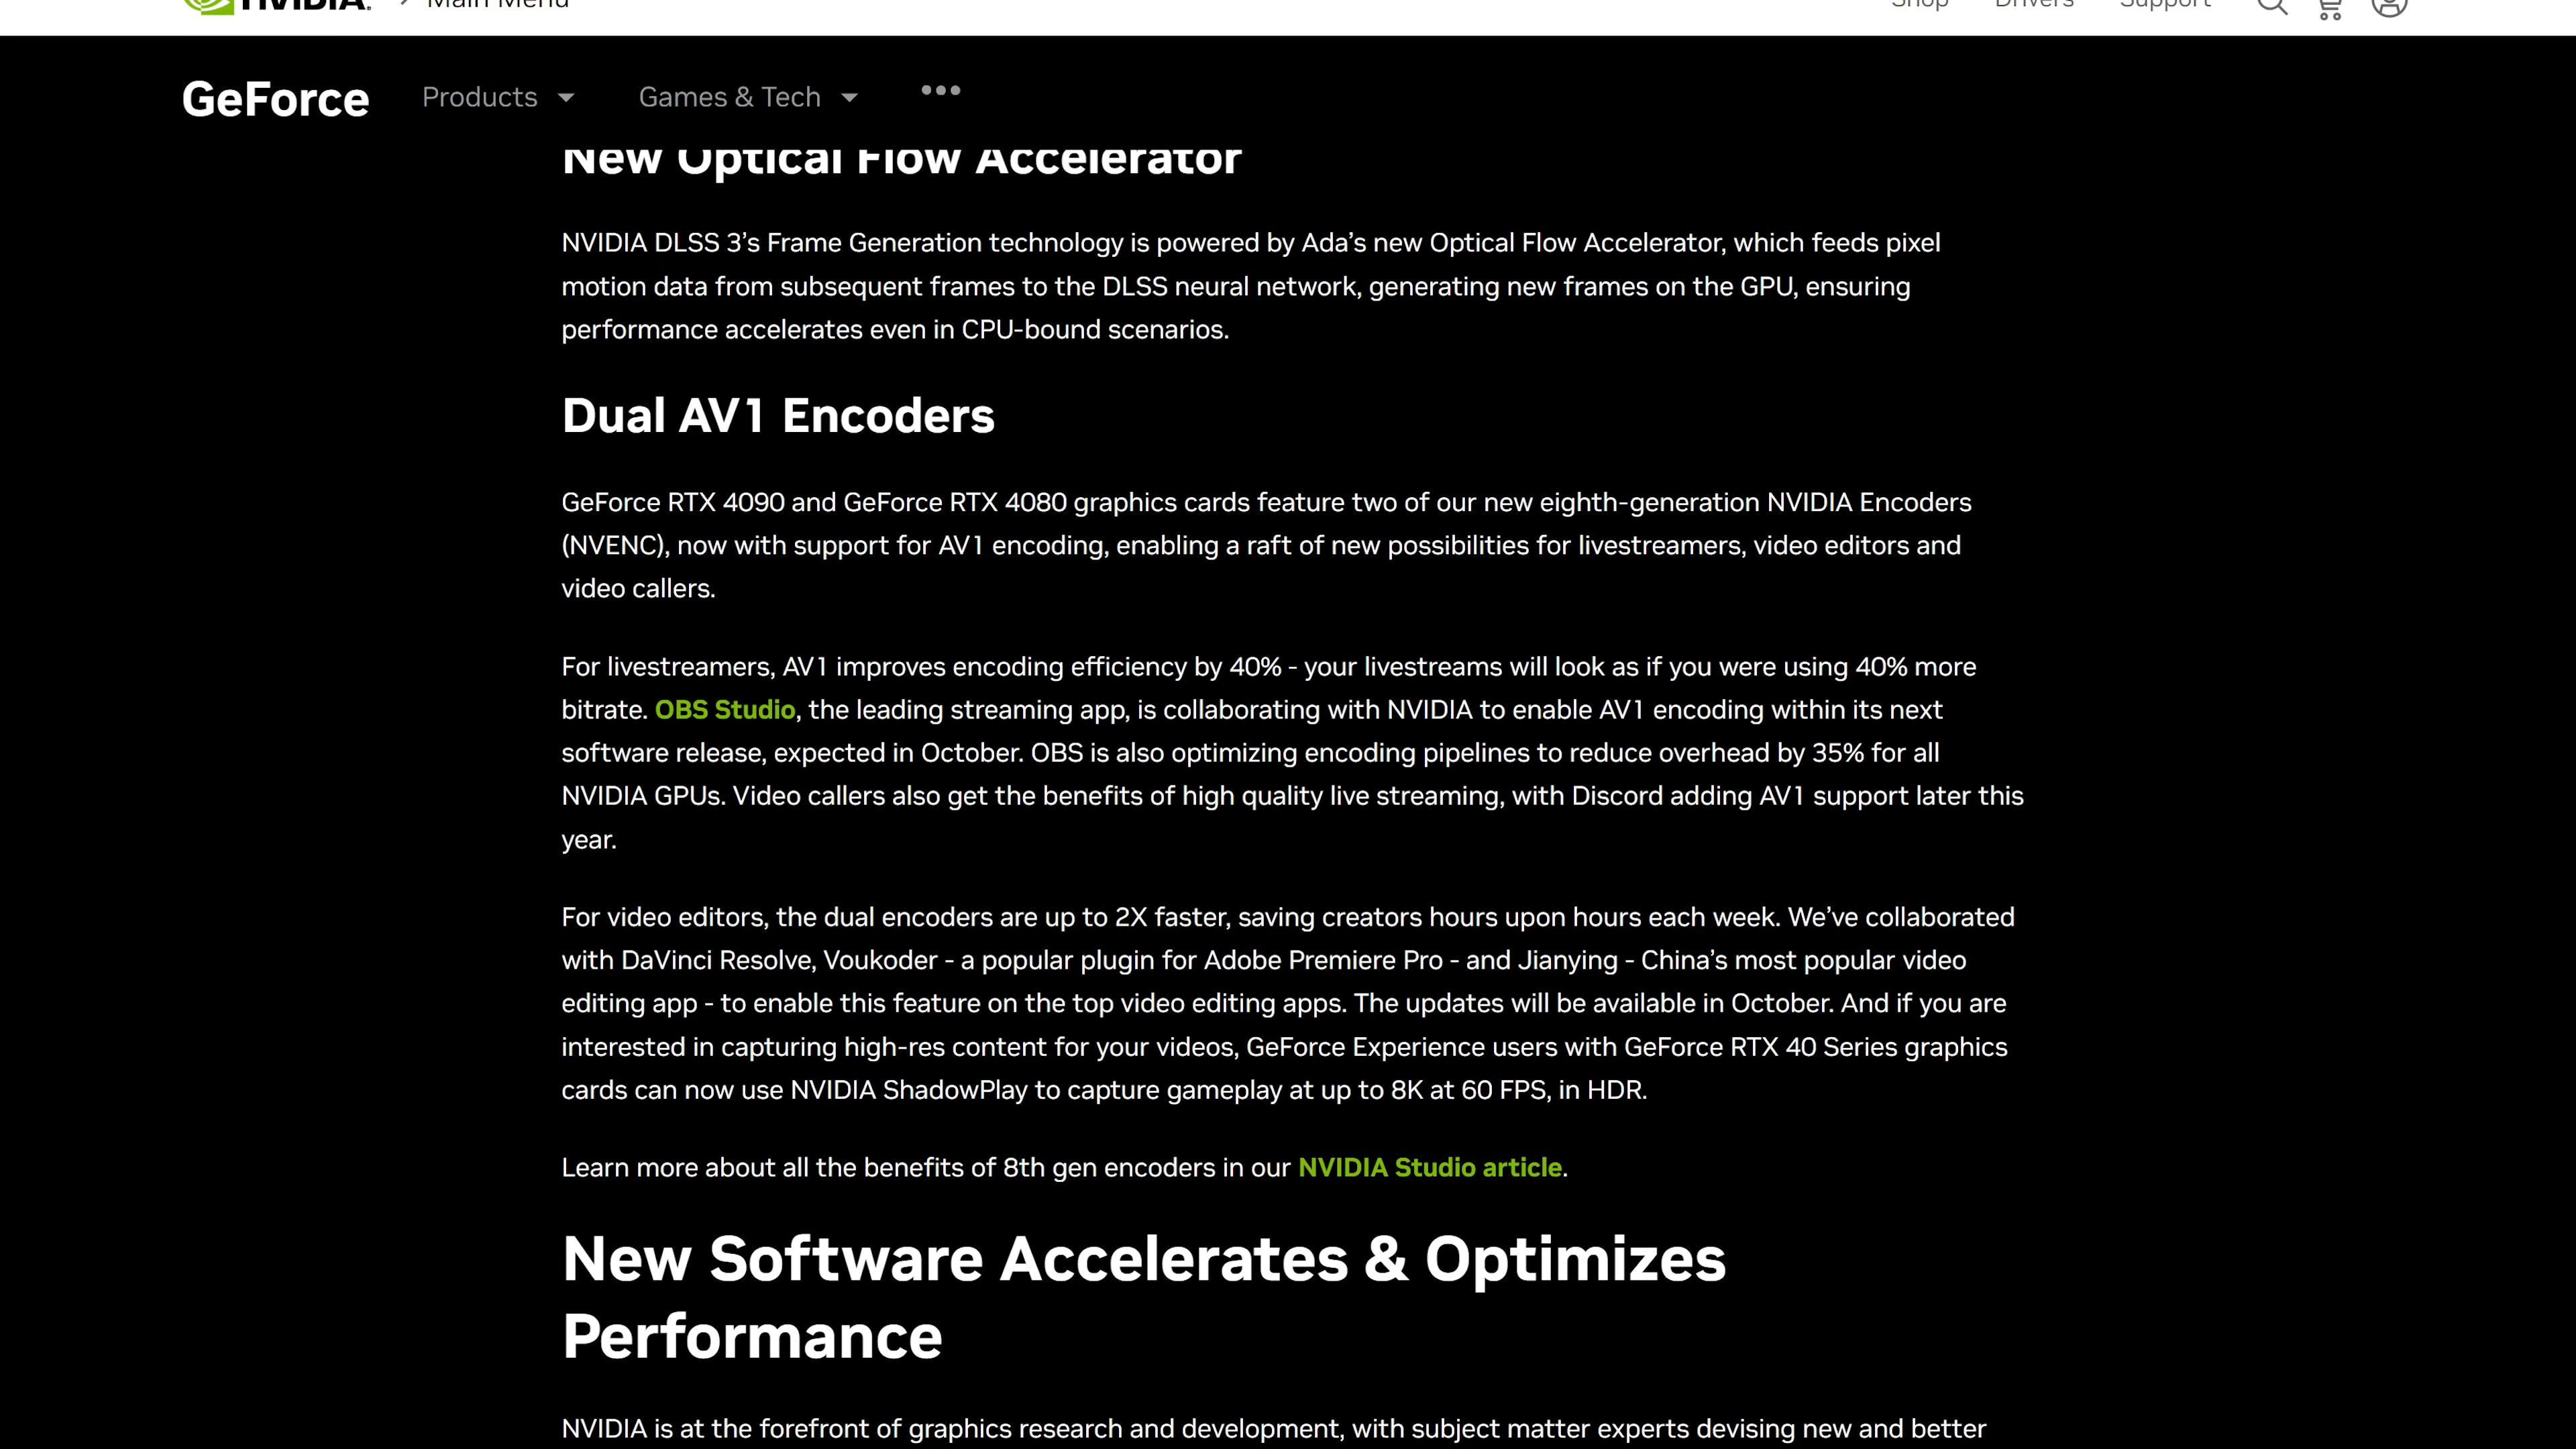 NVIDIA. Main Menu Shop Drivers Support
GeForce Products Games & Tech
New Optical Flow Accelerator
NVIDIA DLSS 3’s Frame Generation technology is powered by Ada’s new Optical Flow Accelerator, which feeds pixel
motion data from subsequent frames to the DLSS neural network, generating new frames on the GPU, ensuring
performance accelerates even in CPU-bound scenarios.
Dual AV1 Encoders
GeForce RTX 4090 and GeForce RTX 4080 graphics cards feature two of our new eighth-generation NVIDIA Encoders
(NVENC), now with support for AV1 encoding, enabling a raft of new possibilities for livestreamers, video editors and
video callers.
For livestreamers, AV1 improves encoding efficiency by 40% - your livestreams will look as if you were using 40% more
bitrate. OBS Studio, the leading streaming app, is collaborating with NVIDIA to enable AV1 encoding within its next
software release, expected in October. OBS is also optimizing encoding pipelines to reduce overhead by 35% for all
NVIDIA GPUs. Video callers also get the benefits of high quality live streaming, with Discord adding AV1 support later this
year.
For video editors, the dual encoders are up to 2X faster, saving creators hours upon hours each week. We’ve collaborated
with DaVinci Resolve, Voukoder - a popular plugin for Adobe Premiere Pro - and Jianying - China’s most popular video
editing app - to enable this feature on the top video editing apps. The updates will be available in October. And if you are
interested in capturing high-res content for your videos, GeForce Experience users with GeForce RTX 40 Series graphics
cards can now use NVIDIA ShadowPlay to capture gameplay at up to 8K at 60 FPS, in HDR.
Learn more about all the benefits of 8th gen encoders in our NVIDIA Studio article.
New Software Accelerates & Optimizes
Performance
NVIDIA is at the forefront of graphics research and development, with subject matter experts devising new and better